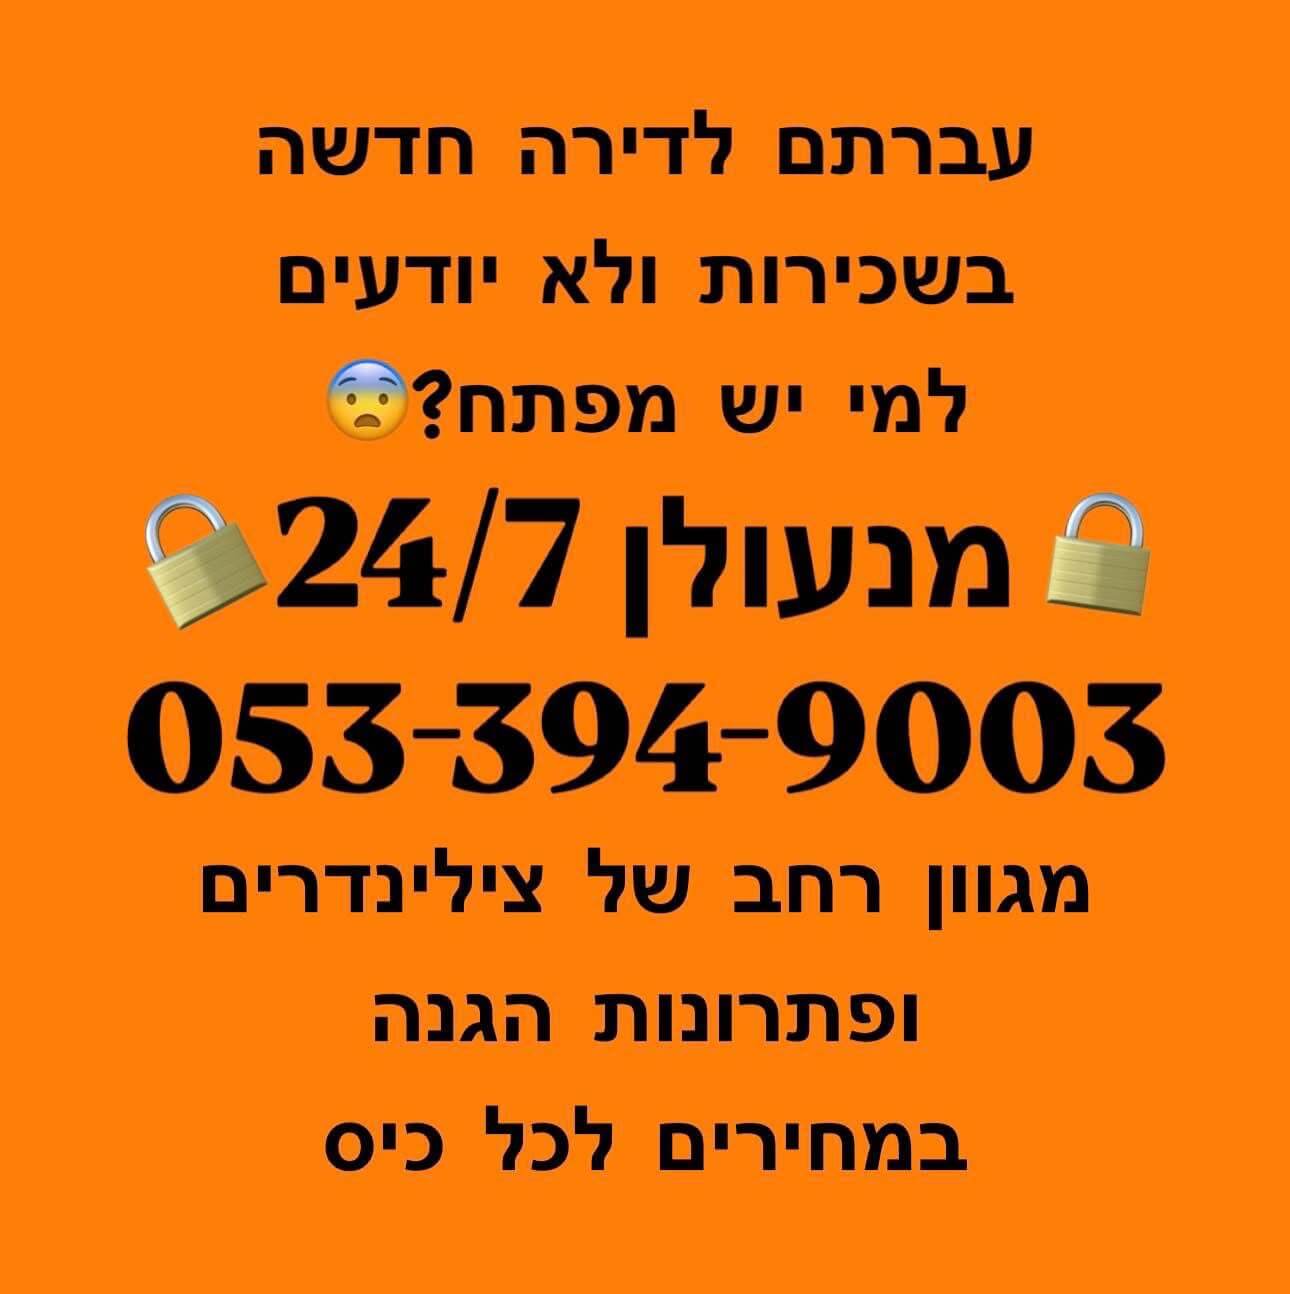 עברתם לדירה חדשה
בשכירות ולא יודעים
למי יש מפתח?😨
🔒 מנעולן 24/7🔒
053-394-9003
מגוון רחב של צילינדרים
ופתרונות הגנה
במחירים לכל כיס